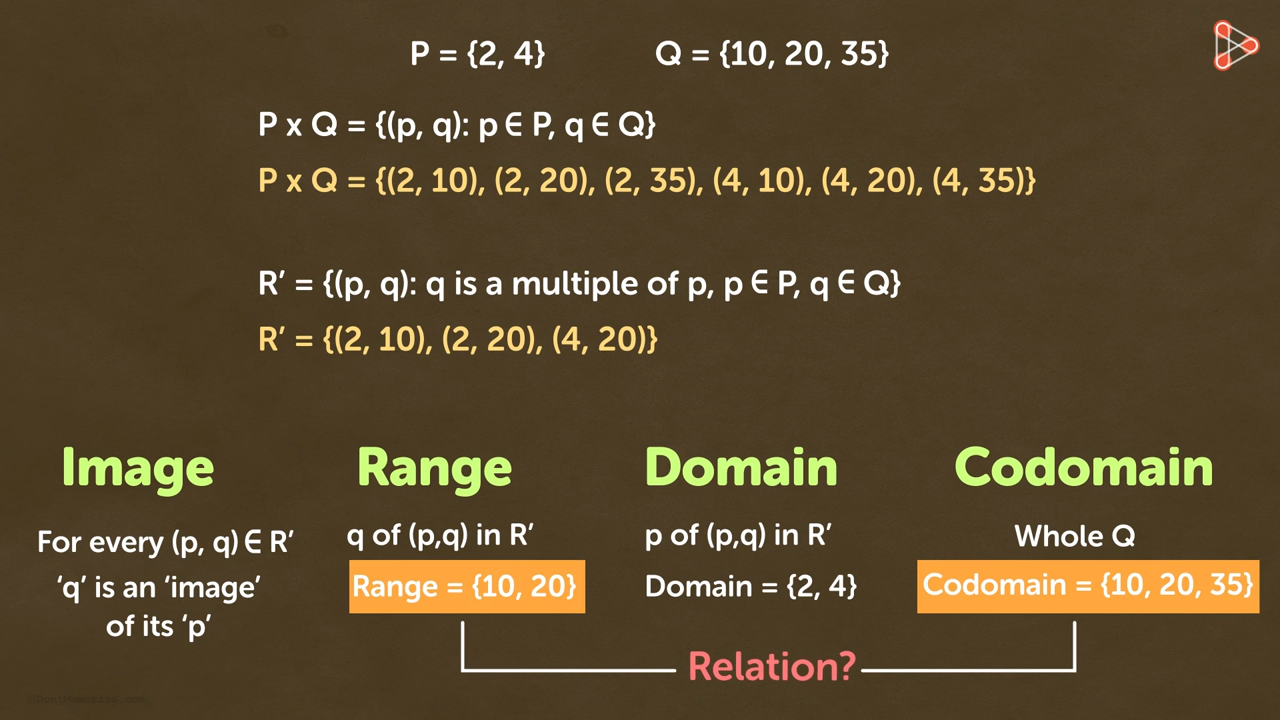 P = {2, 4} Q = {10, 20, 35}
P x Q = {(p, q): p ∈ P, q ∈ Q}
P x Q = {(2, 10), (2, 20), (2, 35), (4, 10), (4, 20), (4, 35)}
R’ = {(p, q): q is a multiple of p, p ∈ P, q ∈ Q}
R’ = {(2, 10), (2, 20), (4, 20)}
Image
For every (p, q) ∈ R’
‘q’ is an ‘image’
of its ‘p’
Range
q of (p,q) in R’
Range = {10, 20}
Domain
p of (p,q) in R’
Domain = {2, 4}
Codomain
Whole Q
Codomain = {10, 20, 35}
Relation?